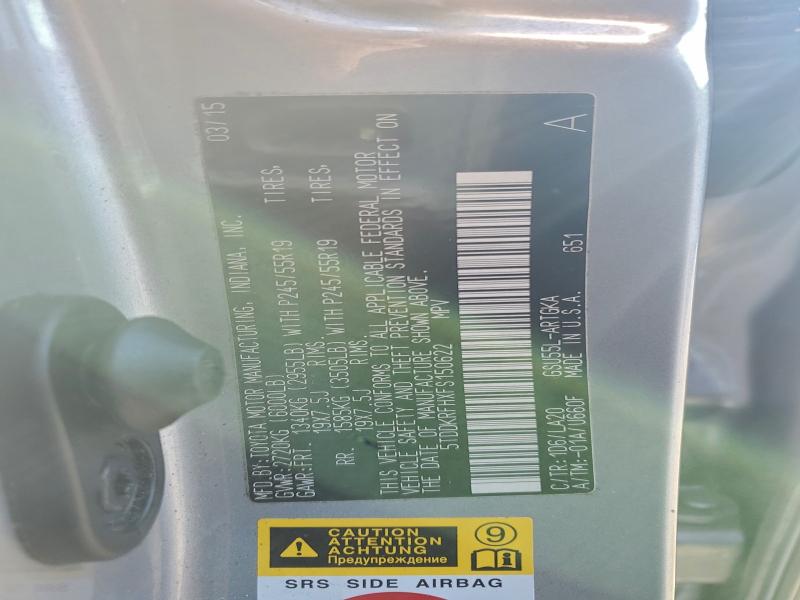 MFD.BY:TOYOTA MOTOR MANUFACTURING, INDIANA, INC. 03/15
GVWR:2720KG (6000LB)
GAWR:FRT. 1340KG (2955LB) WITH P245/55R19 TIRES,
19X7.5J RIMS.
RR. 1585KG (3505LB) WITH P245/55R19 TIRES,
19X7.5J RIMS.
THIS VEHICLE CONFORMS TO ALL APPLICABLE FEDERAL MOTOR
VEHICLE SAFETY AND THEFT PREVENTION STANDARDS IN EFFECT ON
THE DATE OF MANUFACTURE SHOWN ABOVE.
5TDDKRFHXFS150622 MPV
C/TR:1D6/LA20 GSU55L-ARTGKA A
A/TM:-01A/U660F MADE IN U.S.A. 651
CAUTION
ATTENTION
ACHTUNG
Предупреждение
9
SRS SIDE AIRBAG